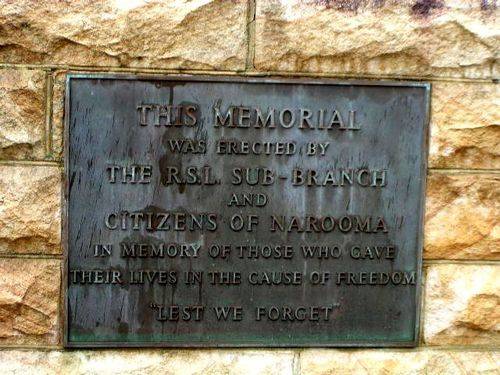 THIS MEMORIAL
WAS ERECTED BY
THE R.S.L. SUB-BRANCH
AND
CITIZENS OF NAROOMA
IN MEMORY OF THOSE WHO GAVE
THEIR LIVES IN THE CAUSE OF FREEDOM
"LEST WE FORGET"